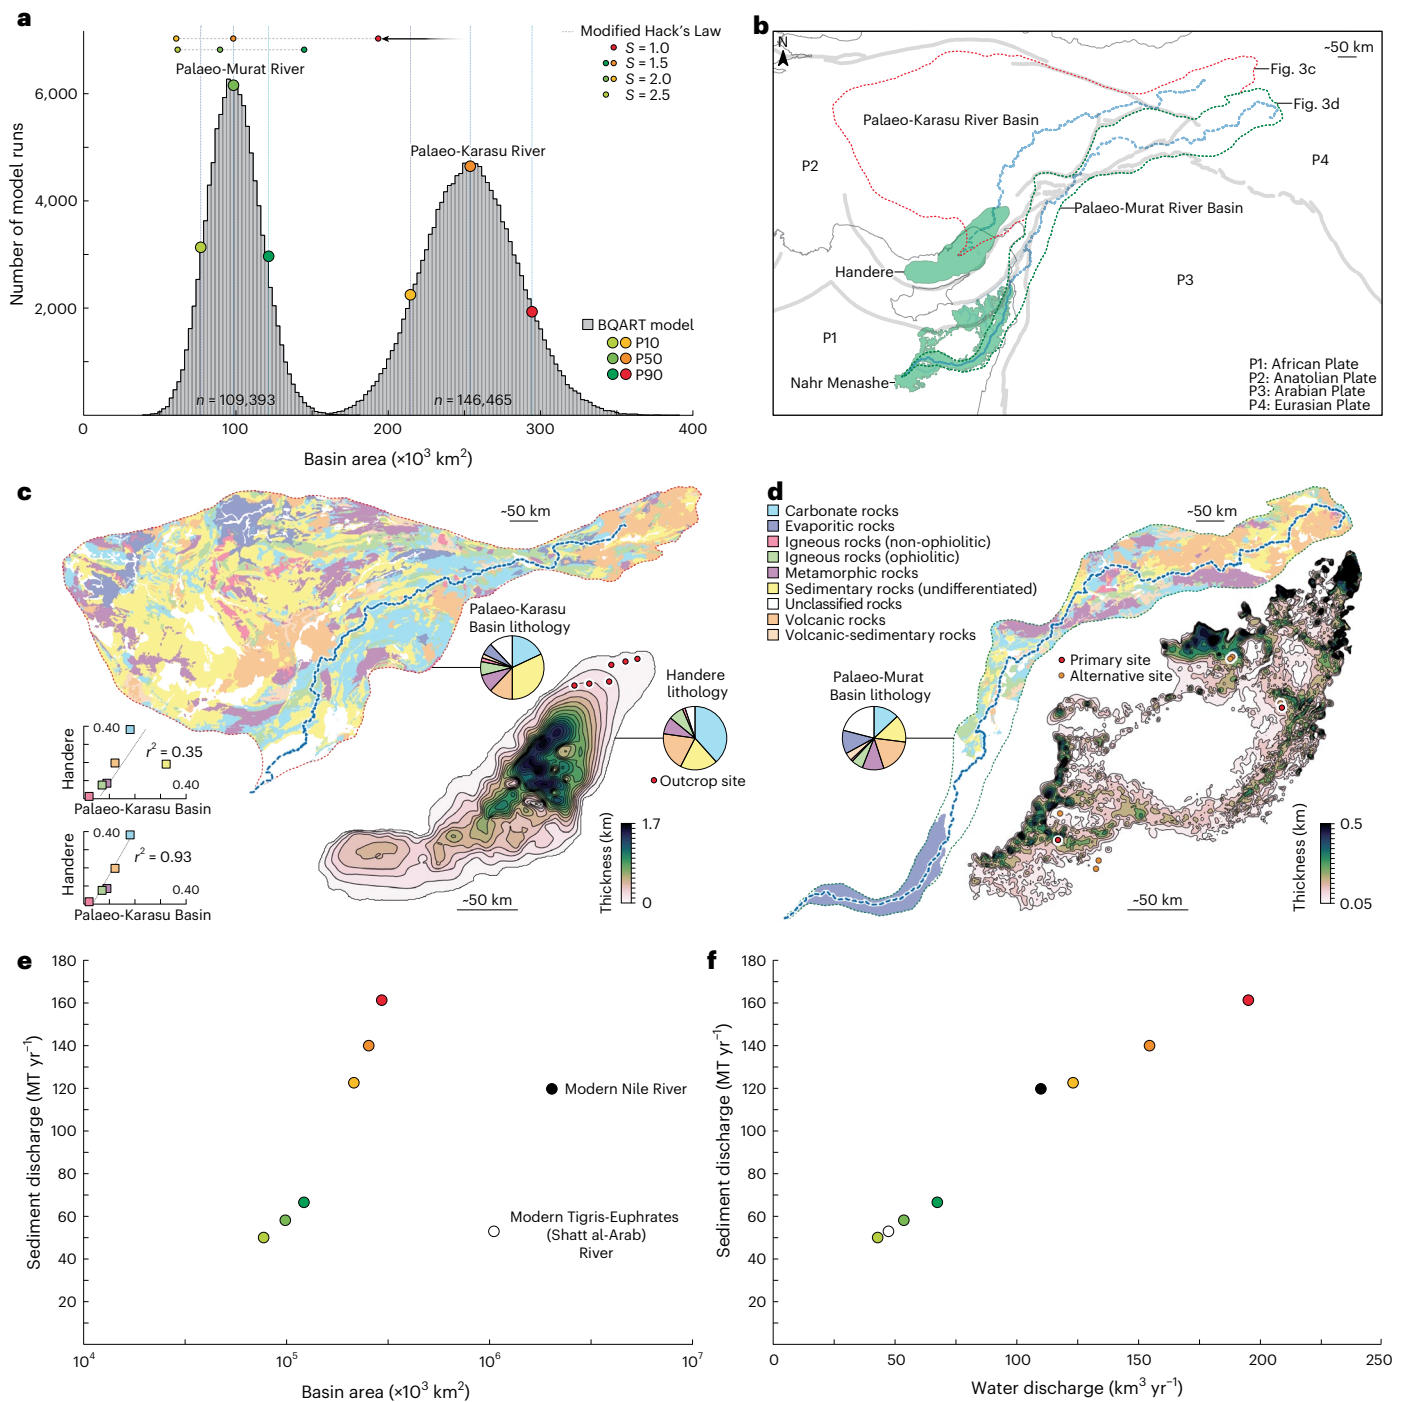 a
Modified Hack's Law
S = 1.0
S = 1.5
S = 2.0
S = 2.5
Palaeo-Murat River
Palaeo-Karasu River
6,000
4,000
2,000
Number of model runs
BQART model
P10
P50
P90
n = 109,393
n = 146,465
0
100
200
300
400
Basin area (×10³ km²)
b
N
~50 km
Fig. 3c
Fig. 3d
Palaeo-Karasu River Basin
P2
P4
Palaeo-Murat River Basin
Handere
P3
P1
Nahr Menashe
P1: African Plate
P2: Anatolian Plate
P3: Arabian Plate
P4: Eurasian Plate
c
~50 km
Palaeo-Karasu
Basin lithology
Handere
lithology
Outcrop site
0.40
r² = 0.35
0.40
Handere
Palaeo-Karasu Basin
0.40
r² = 0.93
0.40
Handere
Palaeo-Karasu Basin
Thickness (km)
1.7
0
~50 km
d
Carbonate rocks
Evaporitic rocks
Igneous rocks (non-ophiolitic)
Igneous rocks (ophiolitic)
Metamorphic rocks
Sedimentary rocks (undifferentiated)
Unclassified rocks
Volcanic rocks
Volcanic-sedimentary rocks
~50 km
Primary site
Alternative site
Palaeo-Murat
Basin lithology
Thickness (km)
0.5
0.05
~50 km
e
180
160
140
120
100
80
60
40
20
Sediment discharge (MT yr⁻¹)
Modern Nile River
Modern Tigris-Euphrates
(Shatt al-Arab)
River
10⁴
10⁵
10⁶
10⁷
Basin area (×10³ km²)
f
180
160
140
120
100
80
60
40
20
Sediment discharge (MT yr⁻¹)
0
50
100
150
200
250
Water discharge (km³ yr⁻¹)